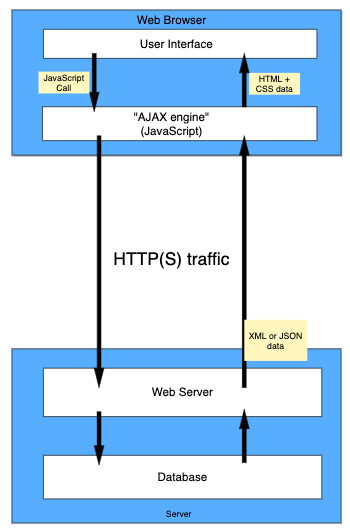 Web Browser
User Interface
JavaScript
Call
HTML +
CSS data
"AJAX engine"
(JavaScript)
HTTP(S) traffic
XML or JSON
data
Web Server
Database
Server